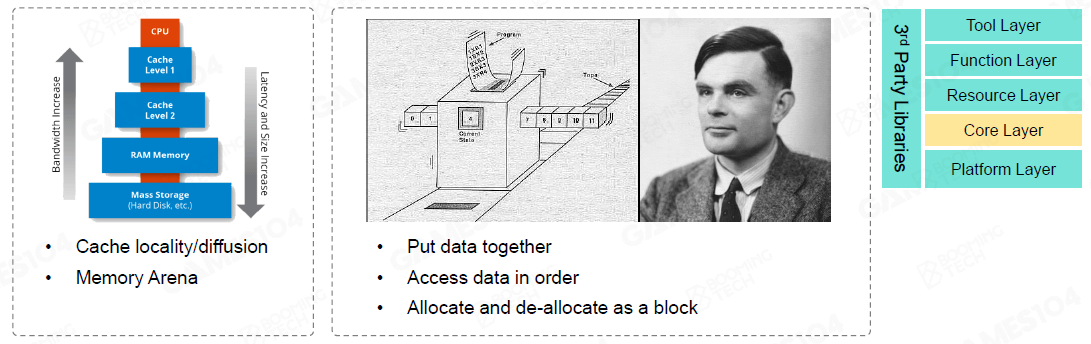 CPU
Cache
Level 1
Cache
Level 2
RAM Memory
Mass Storage
(Hard Disk, etc.)
Bandwidth Increase
Latency and Size Increase
• Cache locality/diffusion
• Memory Arena
Program
Tape
0 1
4
Current
State
7 8 9 10 11
• Put data together
• Access data in order
• Allocate and de-allocate as a block
3rd Party Libraries
Tool Layer
Function Layer
Resource Layer
Core Layer
Platform Layer
GAMES104
BOOMING
TECH